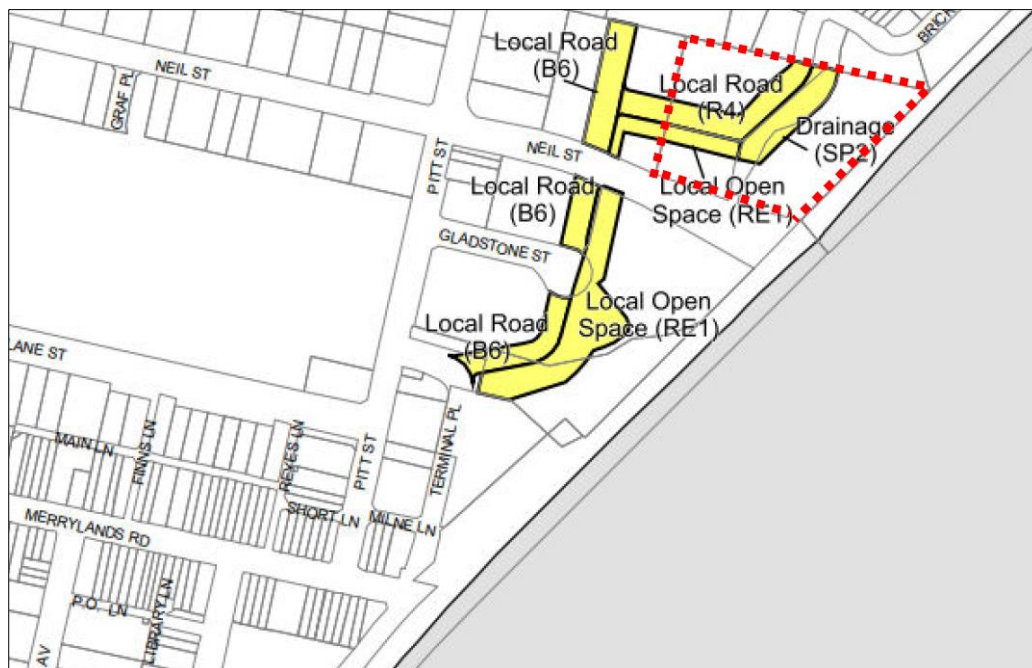 BRICK
Local Road
(B6)
NEIL ST
GRAF PL
Local Road
(R4)
Drainage
(SP2)
PITT ST
NEIL ST
Local Road
(B6)
Local Open
Space (RE1)
GLADSTONE ST
Local Open
Space (RE1)
Local Road
(B6)
LANE ST
TERMINAL PL
MAIN LN
FINNS LN
REYES LN
PITT ST
SHORT LN
MILNE LN
MERRYLANDS RD
P.O. LN
LIBRARY LN
AV